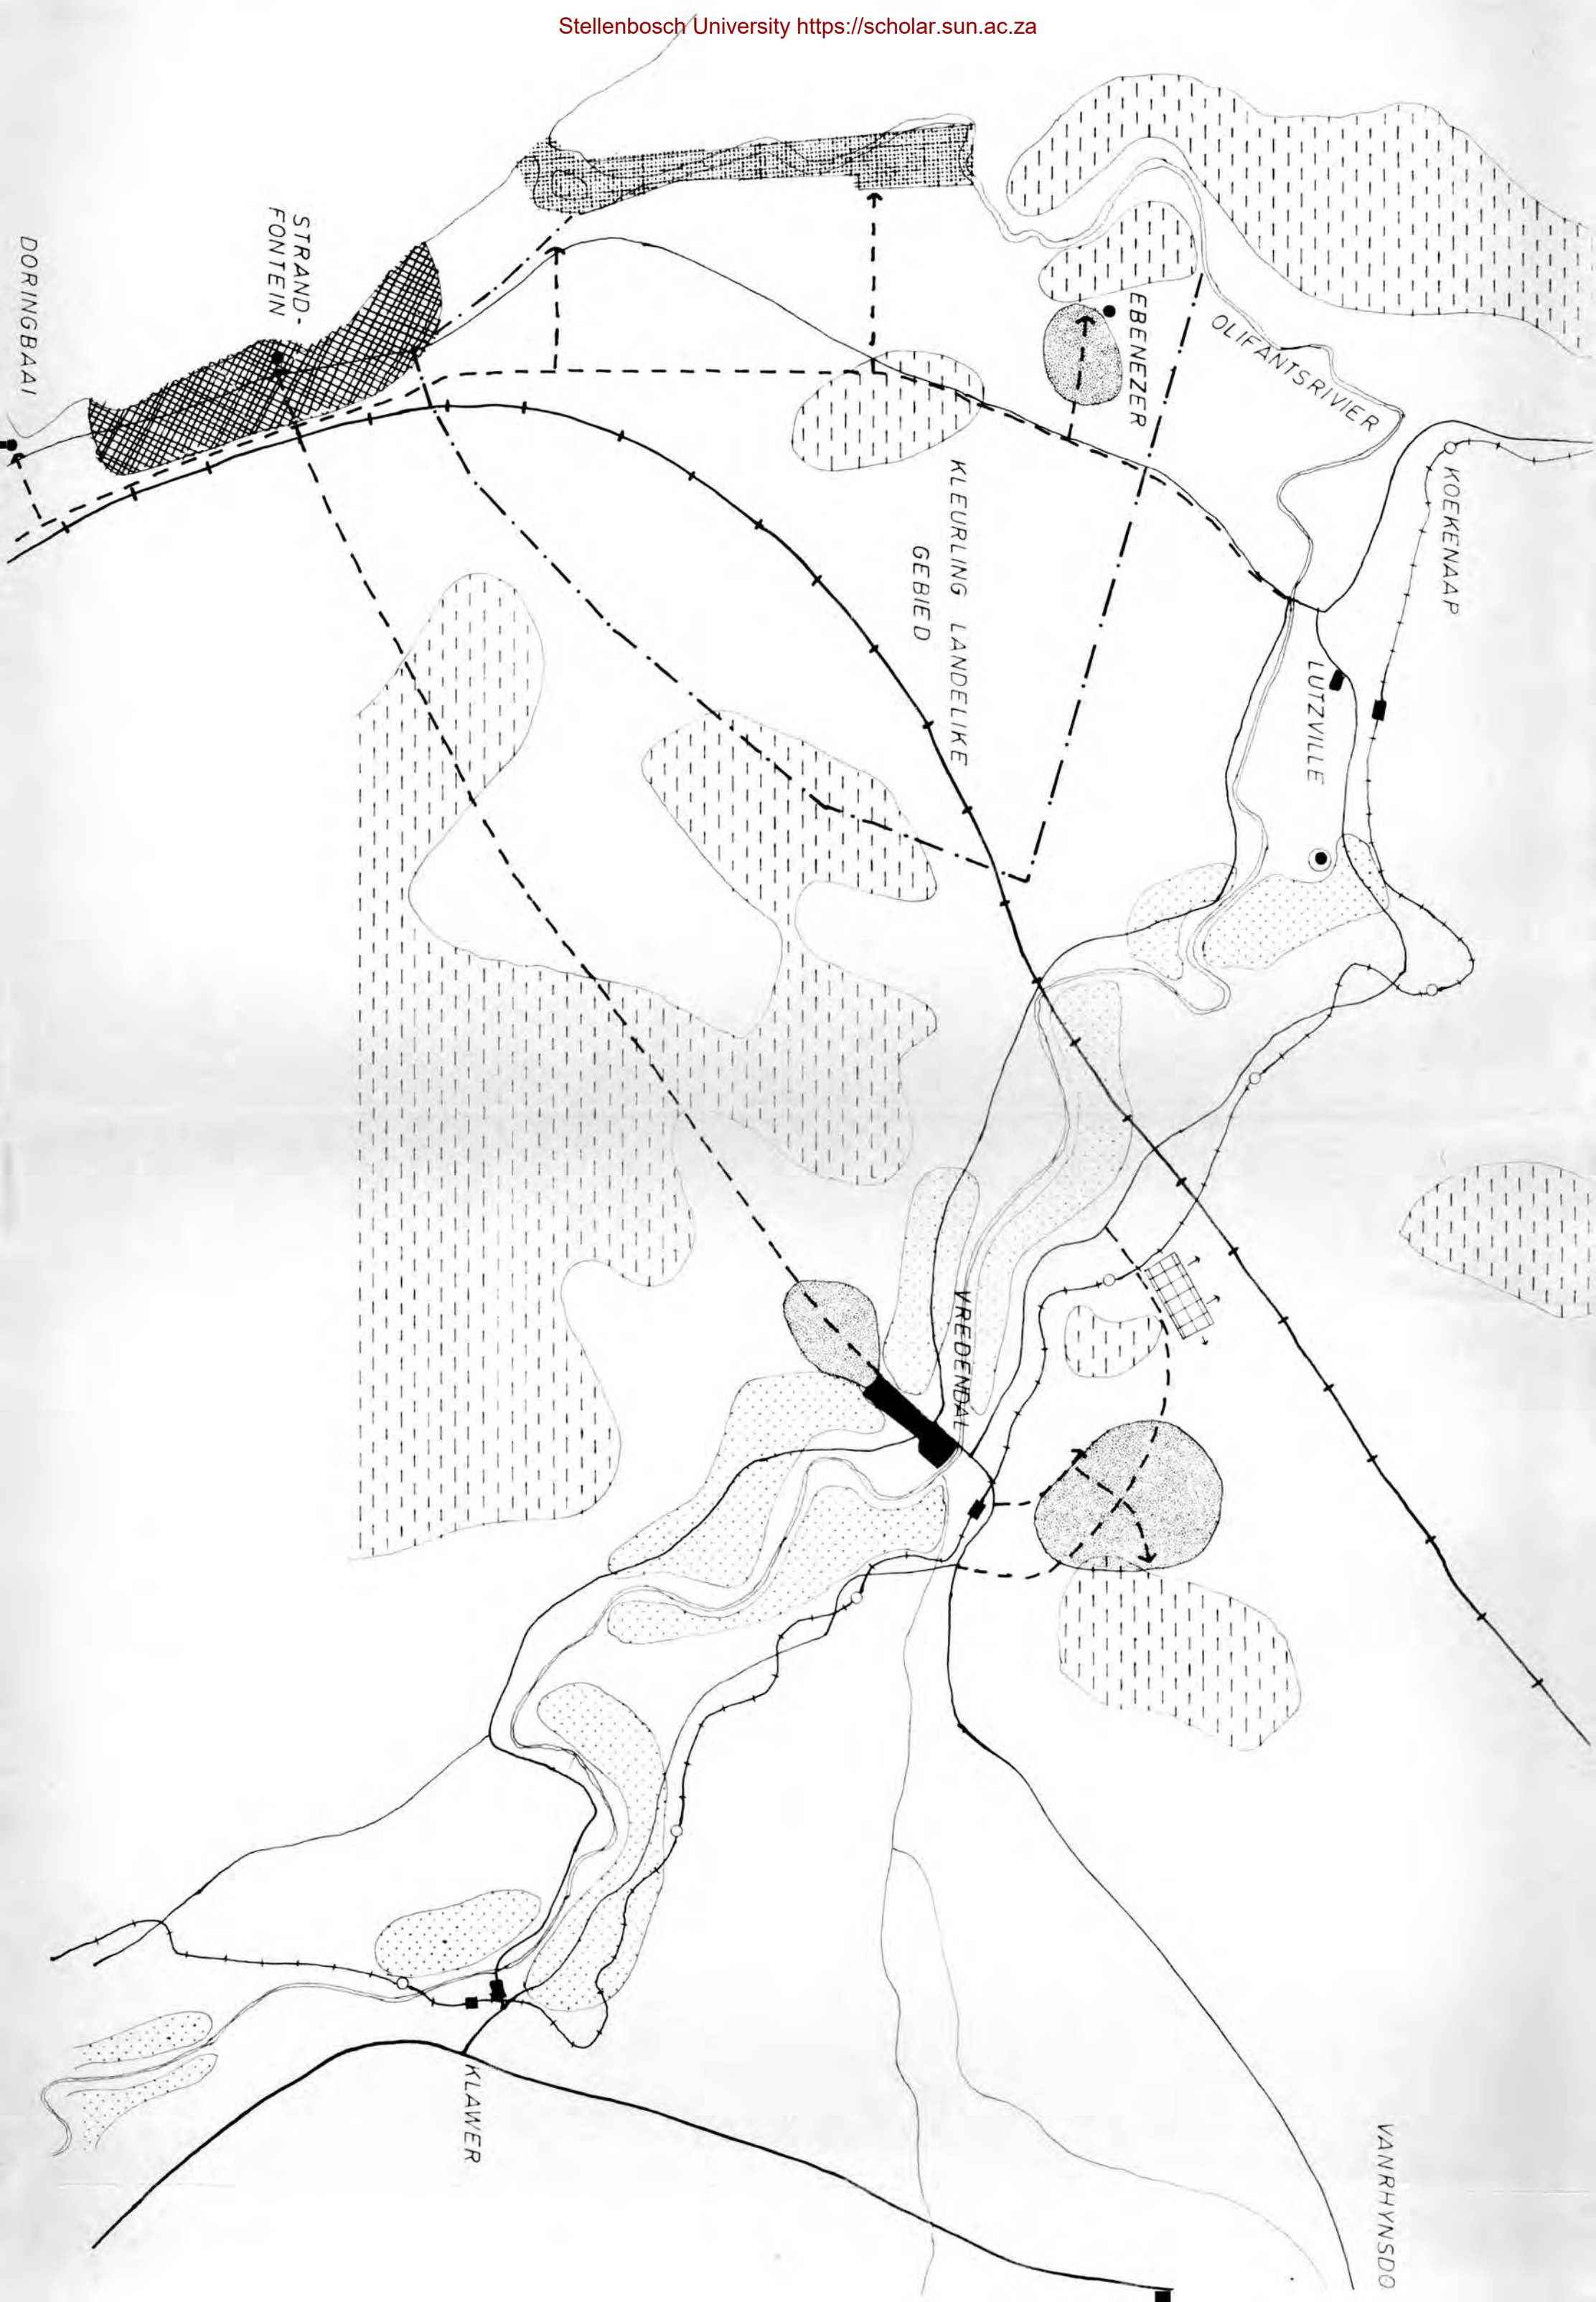 Stellenbosch University https://scholar.sun.ac.za
DORINGBAAI
STRAND-
FONTEIN
EBENEZER
OLIFANTSRIVIER
KOEKENAAP
KLEURLING LANDELIKE
GEBIED
LUTZVILLE
VREDENDAL
KLAWER
VANRHYNSDO